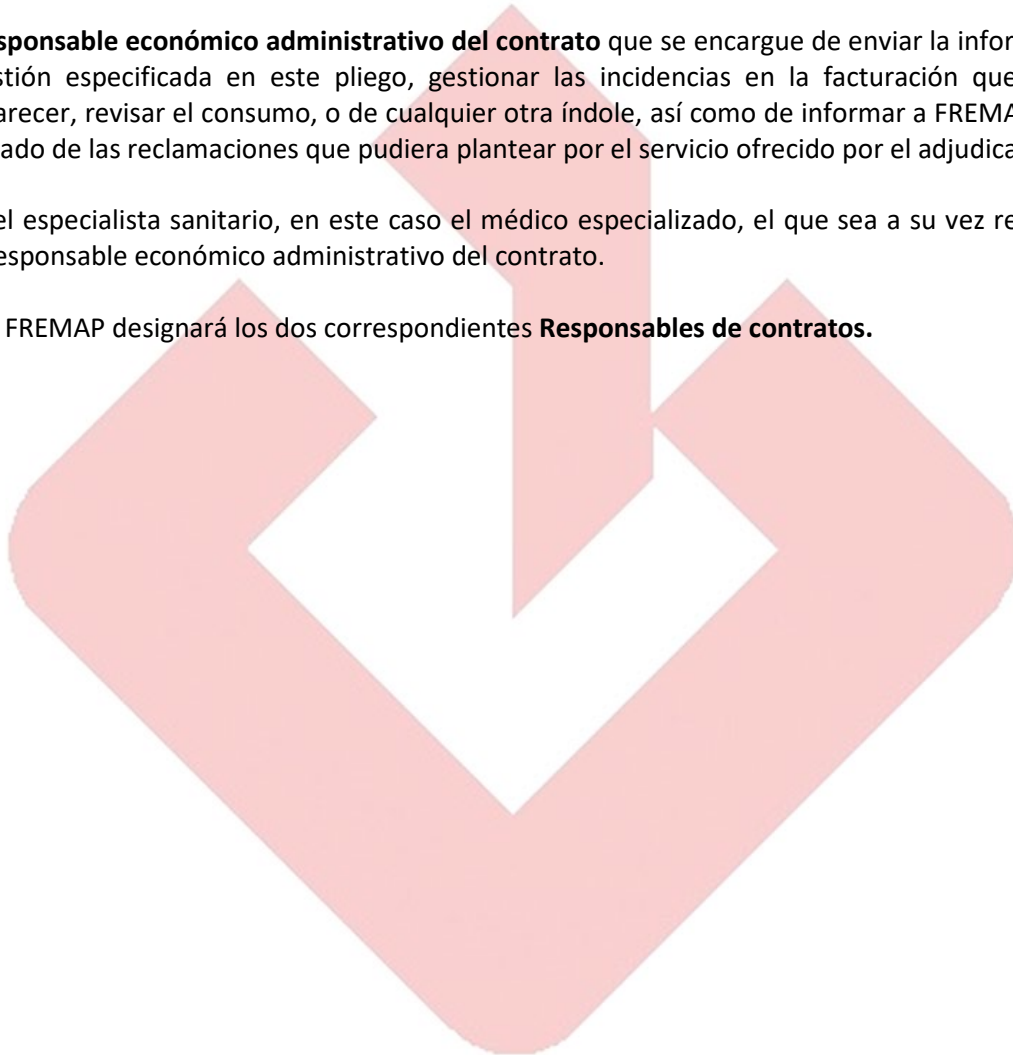 sponsable económico administrativo del contrato que se encargue de enviar la infor
stión especificada en este pliego, gestionar las incidencias en la facturación que
arecer, revisar el consumo, o de cualquier otra índole, así como de informar a FREMA
ado de las reclamaciones que pudiera plantear por el servicio ofrecido por el adjudica
el especialista sanitario, en este caso el médico especializado, el que sea a su vez re
esponsable económico administrativo del contrato.
FREMAP designará los dos correspondientes Responsables de contratos.